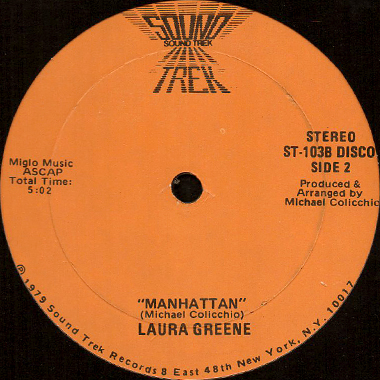 SOUND
SOUND TREK
TREK
STEREO
ST-103B DISCO
SIDE 2
Produced &
Arranged by
Michael Colicchio
Miglo Music
ASCAP
Total Time:
5:02
"MANHATTAN"
(Michael Colicchio)
LAURA GREENE
℗ 1979 Sound Trek Records 8 East 48th New York, N.Y. 10017